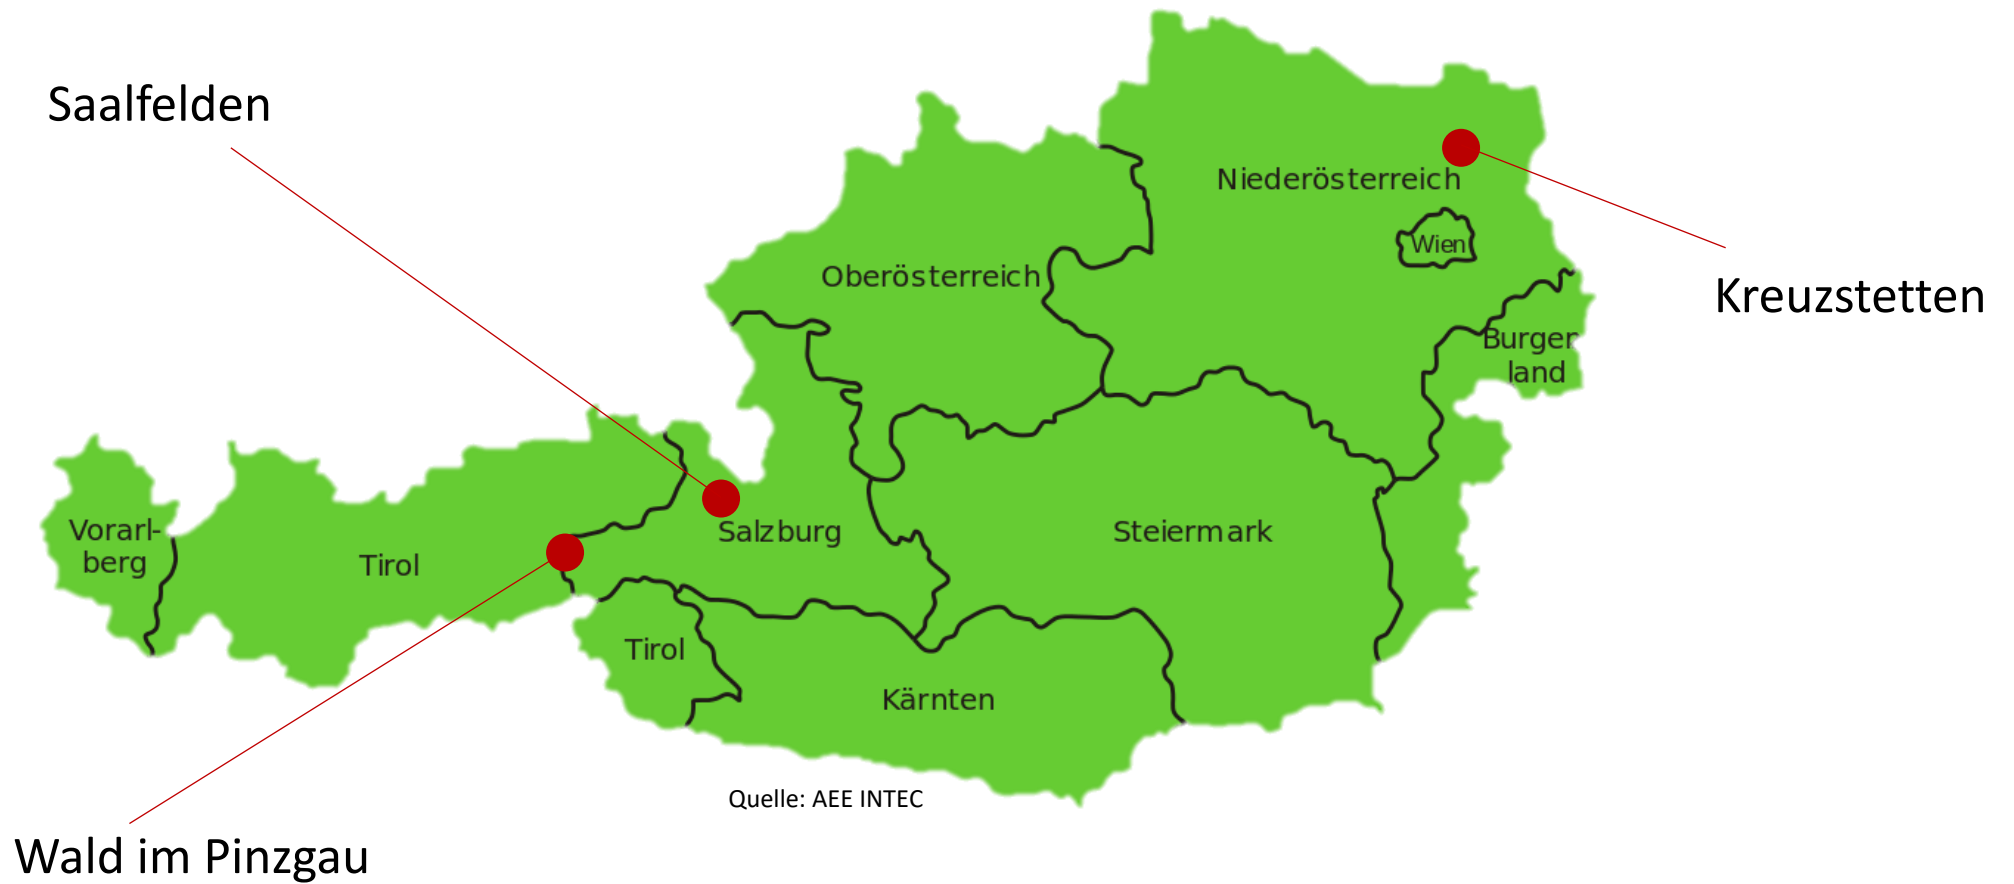 Saalfelden
Niederösterreich
Wien
Kreuzstetten
Oberösterreich
Burgen
land
Vorarl-
berg
Tirol
Salzburg
Steiermark
Tirol
Kärnten
Quelle: AEE INTEC
Wald im Pinzgau